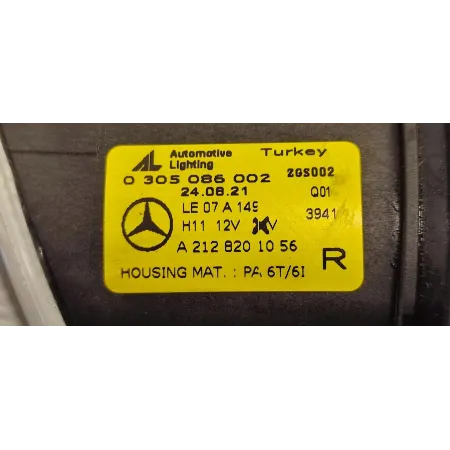 AL Automotive Lighting Turkey
0 305 086 002 ZGS002
24.08.21 Q01
LE 07 A 149 3941
H11 12V V
A 212 820 10 56
HOUSING MAT. : PA 6T/6I R